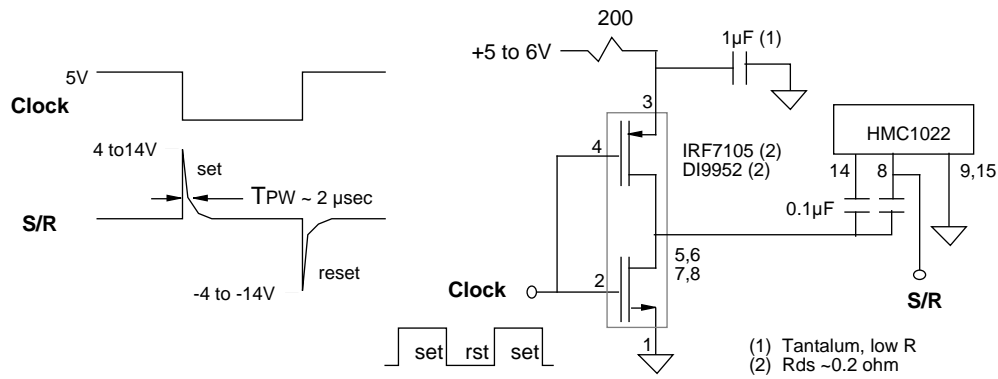 5V
Clock
4 to14V
set
TPW ~ 2 µsec
S/R
reset
-4 to -14V
200
+5 to 6V
1µF (1)
3
4
IRF7105 (2)
DI9952 (2)
HMC1022
14
8
9,15
0.1µF
5,6
7,8
2
Clock
S/R
1
set
rst
set
(1) Tantalum, low R
(2) Rds ~0.2 ohm